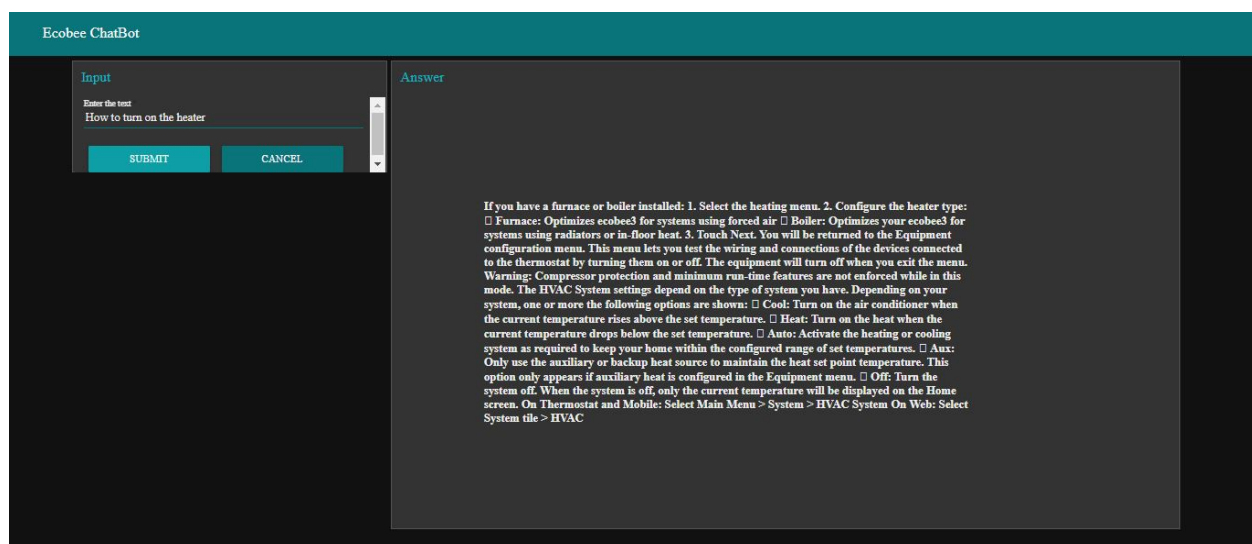 Ecobee ChatBot
Input
Enter the text
How to turn on the heater
SUBMIT
CANCEL
Answer
If you have a furnace or boiler installed: 1. Select the heating menu. 2. Configure the heater type:
▯ Furnace: Optimizes ecobee3 for systems using forced air ▯ Boiler: Optimizes your ecobee3 for
systems using radiators or in-floor heat. 3. Touch Next. You will be returned to the Equipment
configuration menu. This menu lets you test the wiring and connections of the devices connected
to the thermostat by turning them on or off. The equipment will turn off when you exit the menu.
Warning: Compressor protection and minimum run-time features are not enforced while in this
mode. The HVAC System settings depend on the type of system you have. Depending on your
system, one or more the following options are shown: ▯ Cool: Turn on the air conditioner when
the current temperature rises above the set temperature. ▯ Heat: Turn on the heat when the
current temperature drops below the set temperature. ▯ Auto: Activate the heating or cooling
system as required to keep your home within the configured range of set temperatures. ▯ Aux:
Only use the auxiliary or backup heat source to maintain the heat set point temperature. This
option only appears if auxiliary heat is configured in the Equipment menu. ▯ Off: Turn the
system off. When the system is off, only the current temperature will be displayed on the Home
screen. On Thermostat and Mobile: Select Main Menu > System > HVAC System On Web: Select
System tile > HVAC